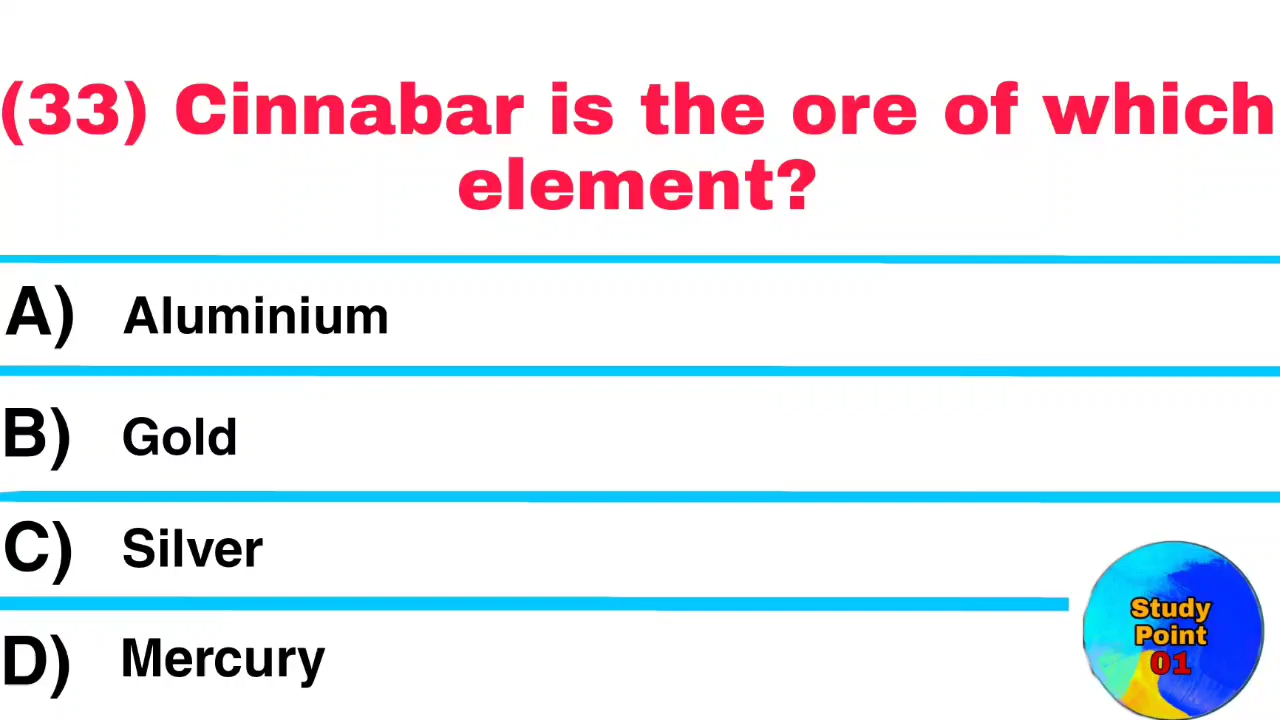 (33) Cinnabar is the ore of which
element?
A) Aluminium
B) Gold
C) Silver
D) Mercury
Study
Point
01